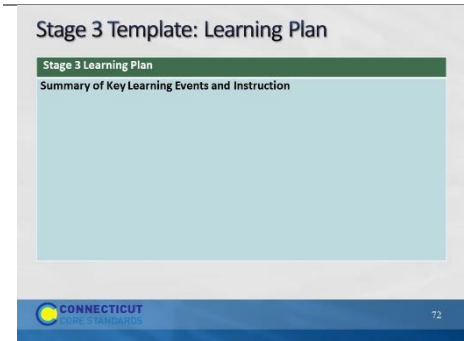 Stage 3 Template: Learning Plan
Stage 3 Learning Plan
Summary of Key Learning Events and Instruction
CONNECTICUT
CORE STANDARDS
72